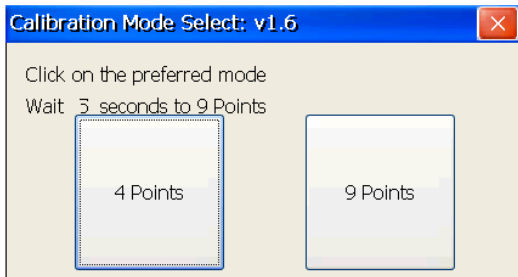 Calibration Mode Select: v1.6
Click on the preferred mode
Wait seconds to 9 Points
4 Points
9 Points